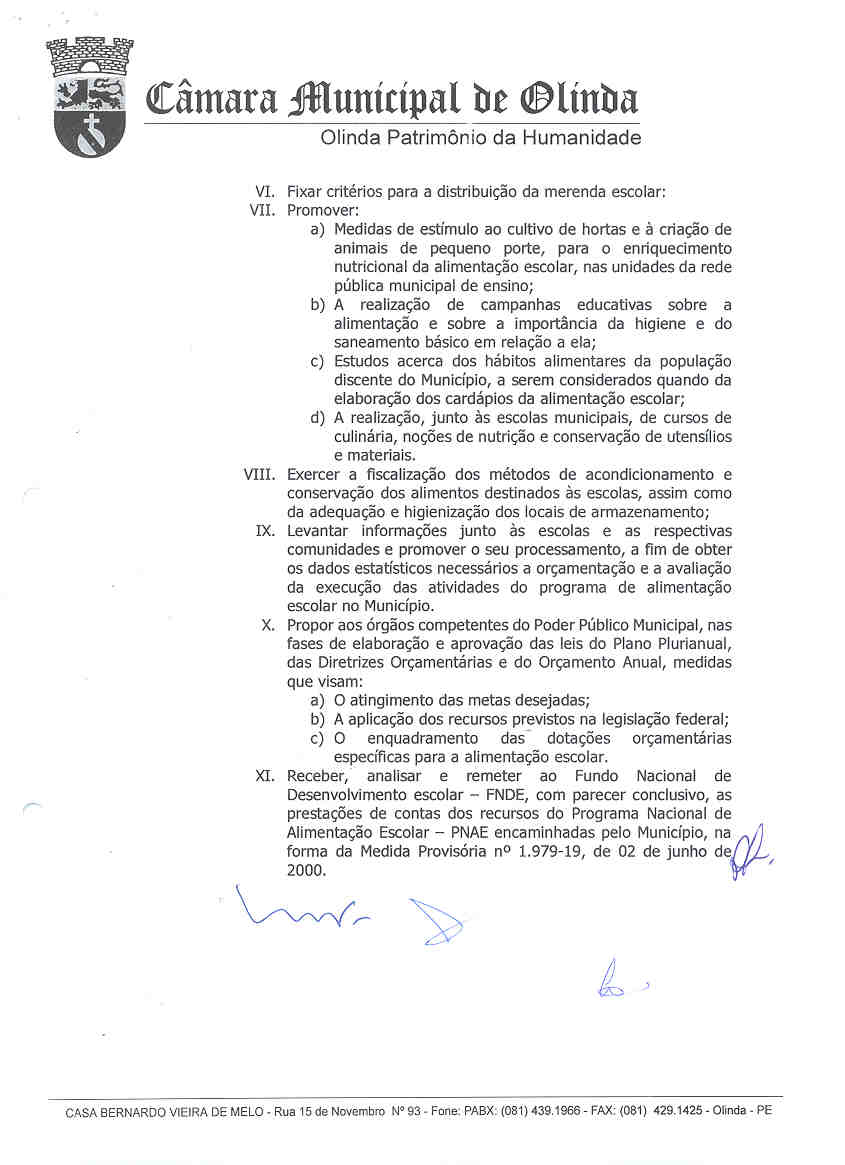 Câmara Municipal de Olinda
Olinda Patrimônio da Humanidade
VI. Fixar critérios para a distribuição da merenda escolar:
VII. Promover:
a) Medidas de estímulo ao cultivo de hortas e à criação de
animais de pequeno porte, para o enriquecimento
nutricional da alimentação escolar, nas unidades da rede
pública municipal de ensino;
b) A realização de campanhas educativas sobre a
alimentação e sobre a importância da higiene e do
saneamento básico em relação a ela;
c) Estudos acerca dos hábitos alimentares da população
discente do Município, a serem considerados quando da
elaboração dos cardápios da alimentação escolar;
d) A realização, junto às escolas municipais, de cursos de
culinária, noções de nutrição e conservação de utensílios
e materiais.
VIII. Exercer a fiscalização dos métodos de acondicionamento e
conservação dos alimentos destinados às escolas, assim como
da adequação e higienização dos locais de armazenamento;
IX. Levantar informações junto às escolas e as respectivas
comunidades e promover o seu processamento, a fim de obter
os dados estatísticos necessários a orçamentação e a avaliação
da execução das atividades do programa de alimentação
escolar no Município.
X. Propor aos órgãos competentes do Poder Público Municipal, nas
fases de elaboração e aprovação das leis do Plano Plurianual,
das Diretrizes Orçamentárias e do Orçamento Anual, medidas
que visam:
a) O atingimento das metas desejadas;
b) A aplicação dos recursos previstos na legislação federal;
c) O enquadramento das dotações orçamentárias
específicas para a alimentação escolar.
XI. Receber, analisar e remeter ao Fundo Nacional de
Desenvolvimento escolar – FNDE, com parecer conclusivo, as
prestações de contas dos recursos do Programa Nacional de
Alimentação Escolar – PNAE encaminhadas pelo Município, na
forma da Medida Provisória nº 1.979-19, de 02 de junho de
2000.
CASA BERNARDO VIEIRA DE MELO - Rua 15 de Novembro Nº 93 - Fone: PABX: (081) 439.1966 - FAX: (081) 429.1425 - Olinda - PE